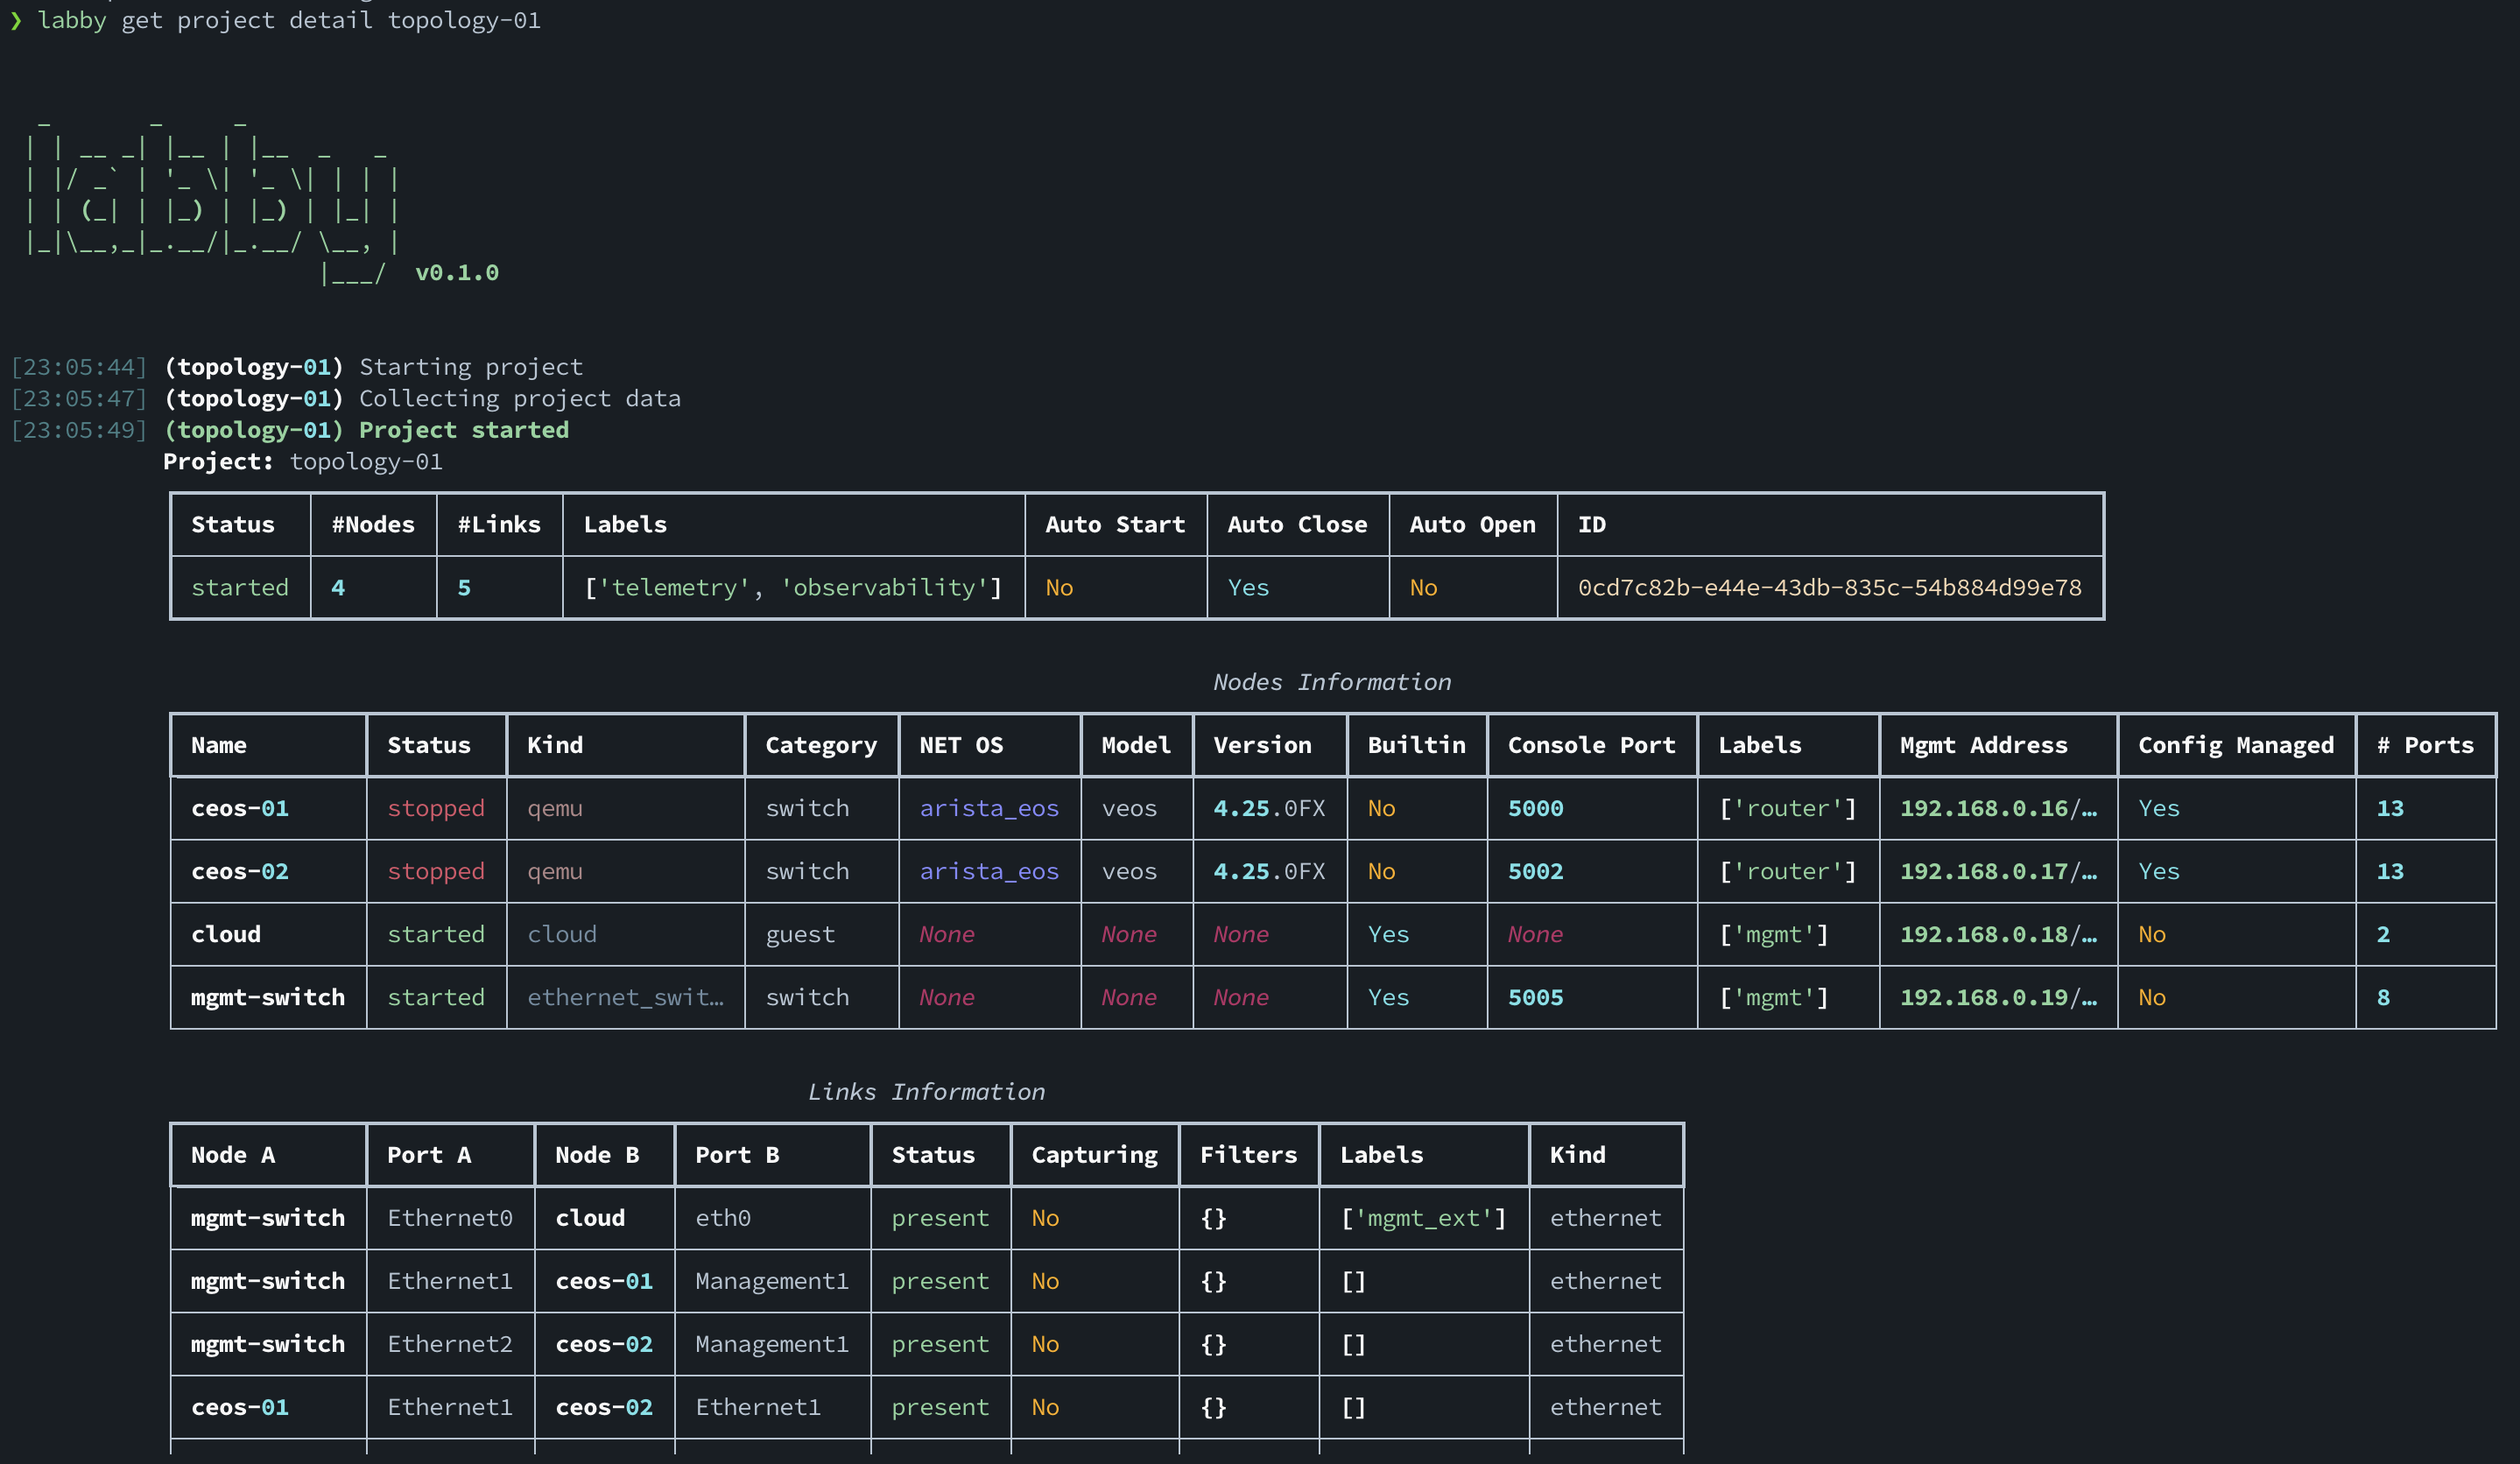 ❯ labby get project detail topology-01
 _       _     _
| | __ _| |__ | |__  _   _
| |/ _` | '_ \| '_ \| | | |
| | (_| | |_) | |_) | |_| |
|_|\__,_|_.__/|_.__/ \__, |
                     |___/  v0.1.0
[23:05:44] (topology-01) Starting project
[23:05:47] (topology-01) Collecting project data
[23:05:49] (topology-01) Project started
Project: topology-01
Status #Nodes #Links Labels Auto Start Auto Close Auto Open ID
started 4 5 ['telemetry', 'observability'] No Yes No 0cd7c82b-e44e-43db-835c-54b884d99e78
Nodes Information
Name Status Kind Category NET OS Model Version Builtin Console Port Labels Mgmt Address Config Managed # Ports
ceos-01 stopped qemu switch arista_eos veos 4.25.0FX No 5000 ['router'] 192.168.0.16/… Yes 13
ceos-02 stopped qemu switch arista_eos veos 4.25.0FX No 5002 ['router'] 192.168.0.17/… Yes 13
cloud started cloud guest None None None Yes None ['mgmt'] 192.168.0.18/… No 2
mgmt-switch started ethernet_swit… switch None None None Yes 5005 ['mgmt'] 192.168.0.19/… No 8
Links Information
Node A Port A Node B Port B Status Capturing Filters Labels Kind
mgmt-switch Ethernet0 cloud eth0 present No {} ['mgmt_ext'] ethernet
mgmt-switch Ethernet1 ceos-01 Management1 present No {} [] ethernet
mgmt-switch Ethernet2 ceos-02 Management1 present No {} [] ethernet
ceos-01 Ethernet1 ceos-02 Ethernet1 present No {} [] ethernet